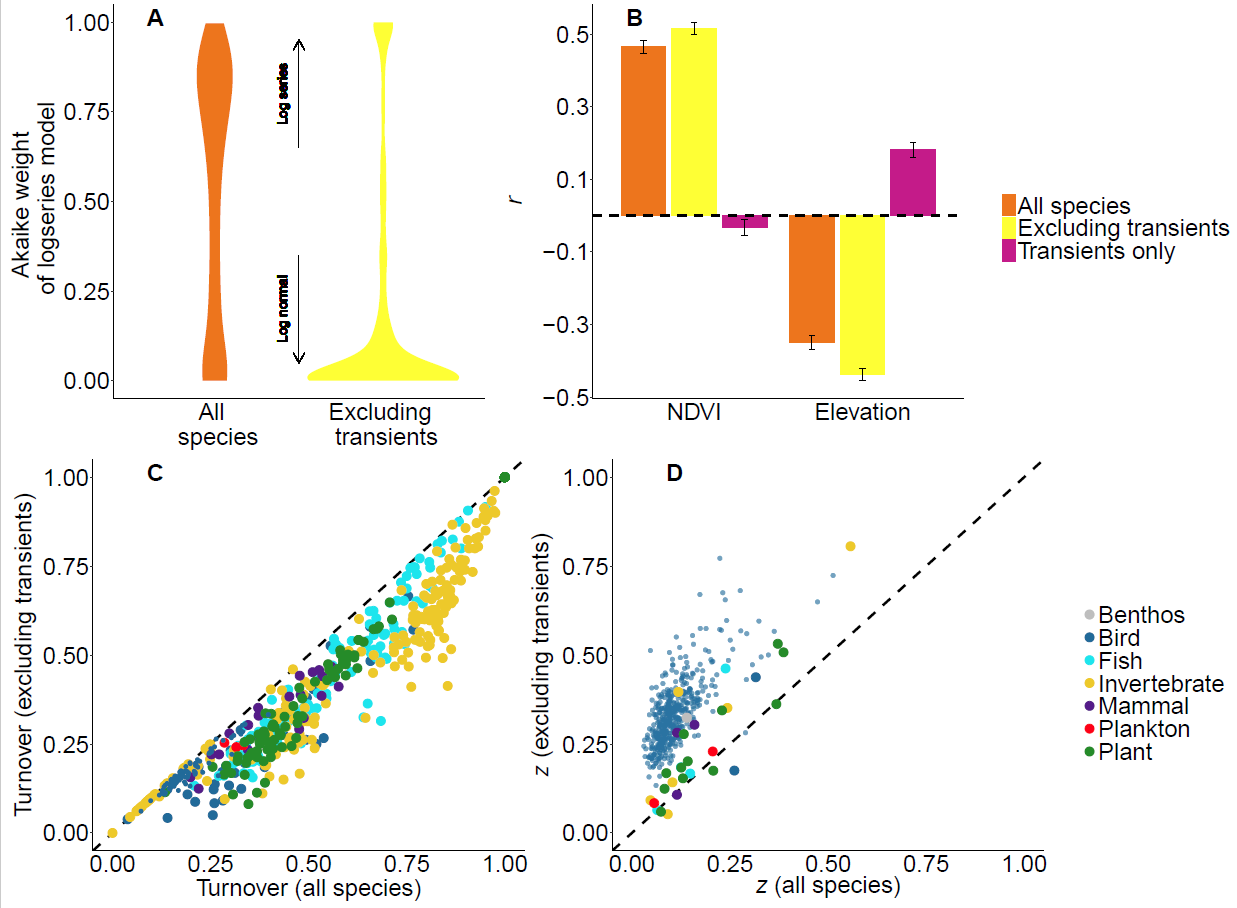 A
1.00
0.75
0.50
0.25
0.00
Akaike weight
of logseries model
Log series
Log normal
All
species
Excluding
transients
B
0.5
0.3
0.1
−0.1
−0.3
−0.5
r
NDVI
Elevation
All species
Excluding transients
Transients only
C
1.00
0.75
0.50
0.25
0.00
Turnover (excluding transients)
0.00 0.25 0.50 0.75 1.00
Turnover (all species)
D
1.00
0.75
0.50
0.25
0.00
z (excluding transients)
0.00 0.25 0.50 0.75 1.00
z (all species)
Benthos
Bird
Fish
Invertebrate
Mammal
Plankton
Plant